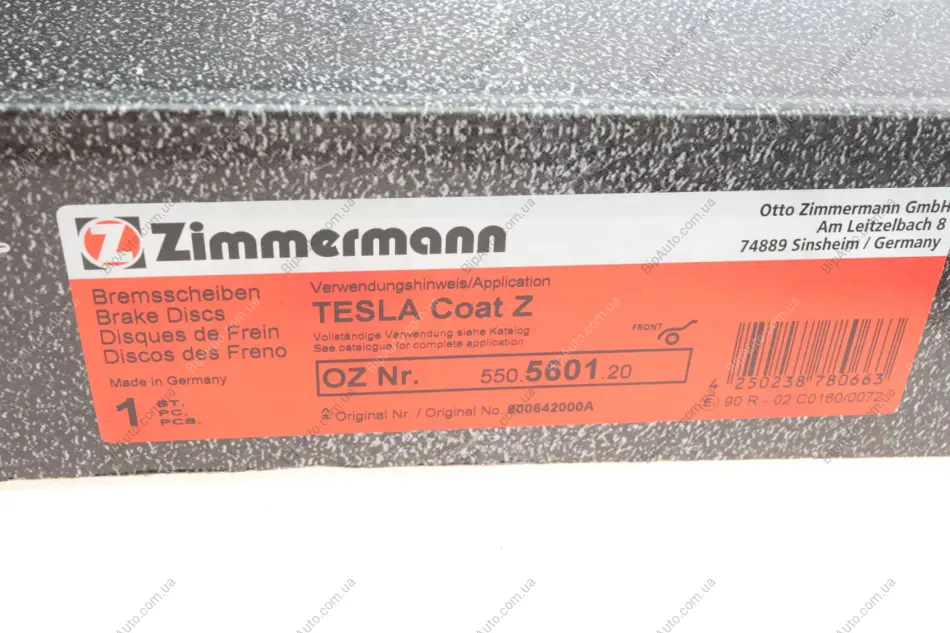 Zimmermann
Otto Zimmermann GmbH
Am Leitzelbach 8
74889 Sinsheim / Germany
Bremsscheiben
Brake Discs
Disques de Frein
Discos des Freno
Made in Germany
1 ST.
PC.
PCS.
Verwendungshinweis/Application
TESLA Coat Z
Vollständige Verwendung siehe Katalog
See catalogue for complete application
FRONT
OZ Nr. 550.5601.20
Original Nr. / Original No. 600642000A
4 250238 780663
90 R - 02 C0160/0072
BipAuto.com.ua